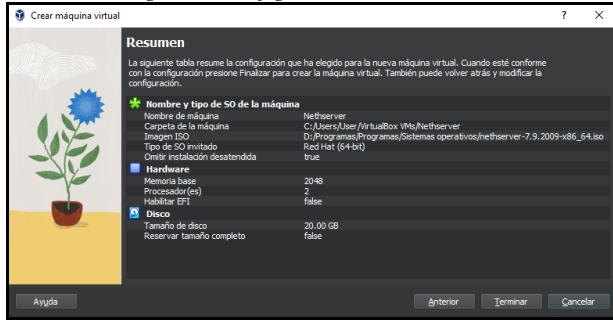 Crear máquina virtual
Resumen
La siguiente tabla resume la configuración que ha elegido para la nueva máquina virtual. Cuando esté conforme
con la configuración presione Finalizar para crear la máquina virtual. También puede volver atrás y modificar la
configuración.
Nombre y tipo de SO de la máquina
Nombre de máquina Nethserver
Carpeta de la máquina C:/Users/User/VirtualBox VMs/Nethserver
Imagen ISO D:/Programas/Programas/Sistemas operativos/nethserver-7.9.2009-x86_64.iso
Tipo de SO invitado Red Hat (64-bit)
Omitir instalación desatendida true
Hardware
Memoria base 2048
Procesador(es) 2
Habilitar EFI false
Disco
Tamaño de disco 20.00 GB
Reservar tamaño completo false
Ayuda Anterior Terminar Cancelar